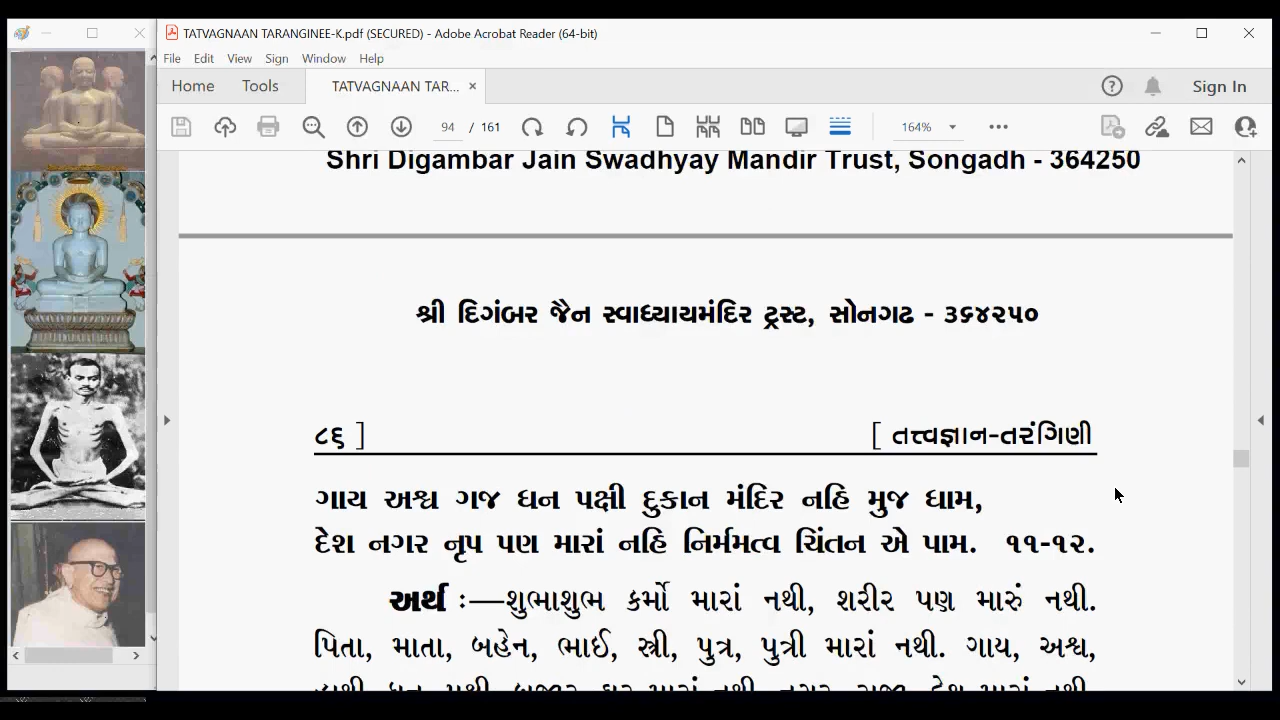 TATVAGNAAN TARANGINEE-K.pdf (SECURED) - Adobe Acrobat Reader (64-bit)
File Edit View Sign Window Help
Home Tools TATVAGNAAN TAR... × Sign In
94 / 161 164%
Shri Digambar Jain Swadhyay Mandir Trust, Songadh - 364250
શ્રી દિગંબર જૈન સ્વાધ્યાયમંદિર ટ્રસ્ટ, સોનગઢ - ૩૬૪૨૫૦
૮૬ ] [ તત્ત્વજ્ઞાન-તરંગિણી
ગાય અશ્વ ગજ ધન પક્ષી દુકાન મંદિર નહિ મુજ ધામ,
દેશ નગર નૃપ પણ મારાં નહિ નિર્મમત્વ ચિંતન એ પામ. ૧૧-૧૨.
અર્થ :—શુભાશુભ કર્મો મારાં નથી, શરીર પણ મારું નથી.
પિતા, માતા, બહેન, ભાઈ, સ્ત્રી, પુત્ર, પુત્રી મારાં નથી. ગાય, અશ્વ,